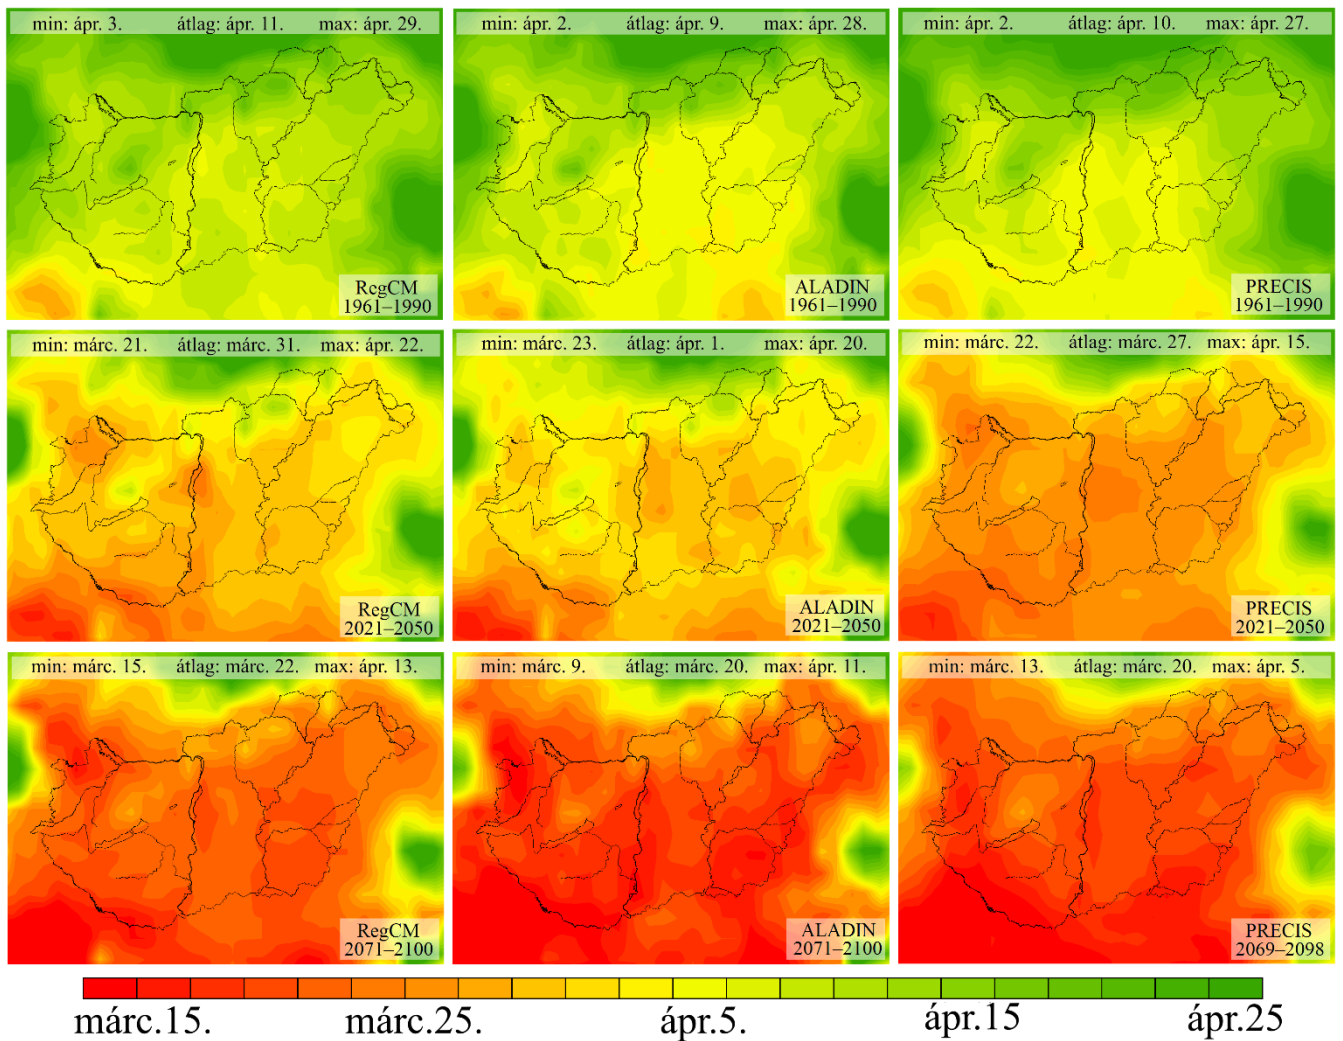 min: ápr. 3. átlag: ápr. 11. max: ápr. 29.
RegCM
1961–1990
min: ápr. 2. átlag: ápr. 9. max: ápr. 28.
ALADIN
1961–1990
min: ápr. 2. átlag: ápr. 10. max: ápr. 27.
PRECIS
1961–1990
min: márc. 21. átlag: márc. 31. max: ápr. 22.
RegCM
2021–2050
min: márc. 23. átlag: ápr. 1. max: ápr. 20.
ALADIN
2021–2050
min: márc. 22. átlag: márc. 27. max: ápr. 15.
PRECIS
2021–2050
min: márc. 15. átlag: márc. 22. max: ápr. 13.
RegCM
2071–2100
min: márc. 9. átlag: márc. 20. max: ápr. 11.
ALADIN
2071–2100
min: márc. 13. átlag: márc. 20. max: ápr. 5.
PRECIS
2069–2098
márc.15. márc.25. ápr.5. ápr.15 ápr.25